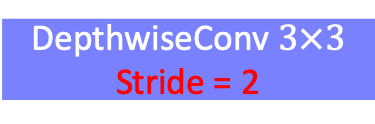 DepthwiseConv 3×3
Stride = 2